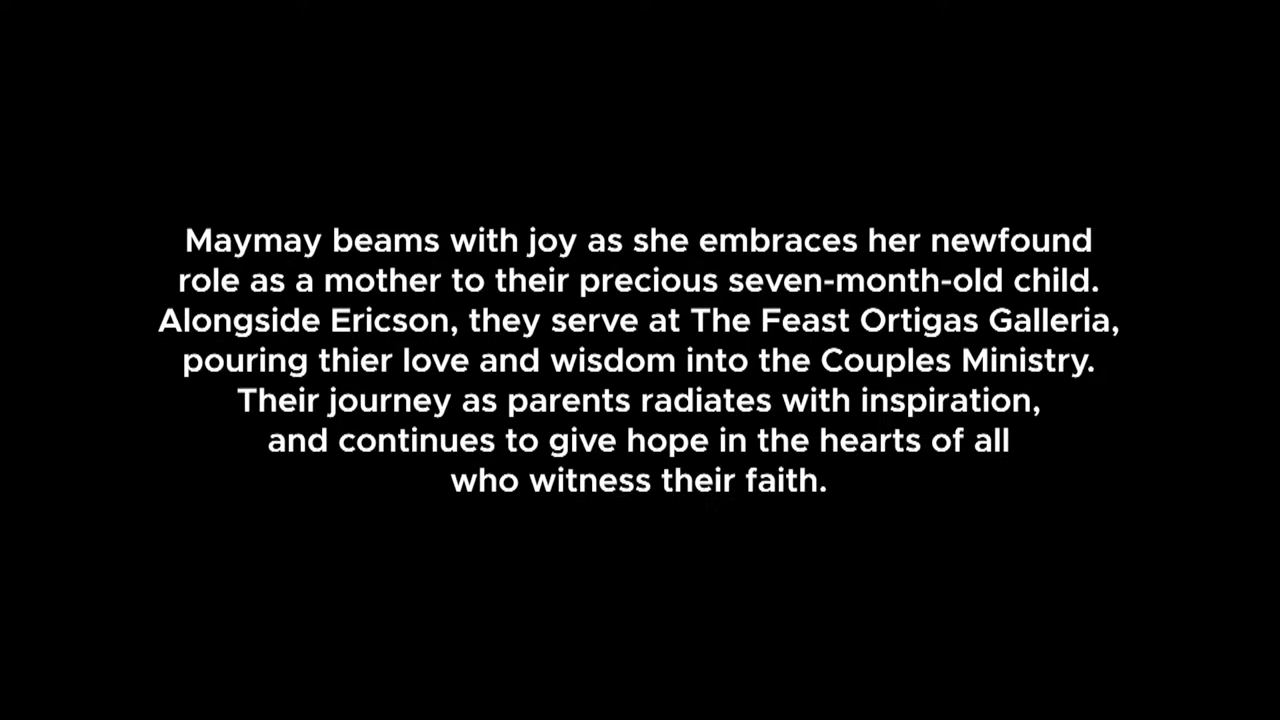 Maymay beams with joy as she embraces her newfound
role as a mother to their precious seven-month-old child.
Alongside Ericson, they serve at The Feast Ortigas Galleria,
pouring thier love and wisdom into the Couples Ministry.
Their journey as parents radiates with inspiration,
and continues to give hope in the hearts of all
who witness their faith.